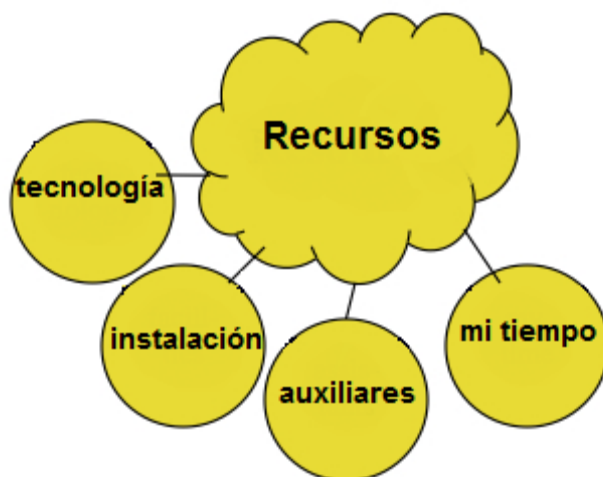 Recursos
tecnología
instalación
auxiliares
mi tiempo